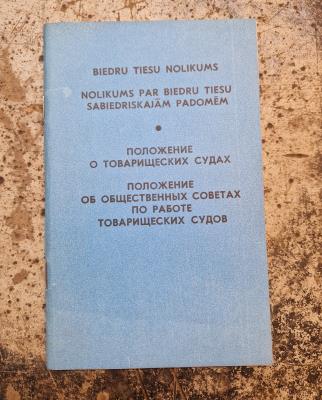 BIEDRU TIESU NOLIKUMS
NOLIKUMS PAR BIEDRU TIESU
SABIEDRISKAJĀM PADOMĒM
●
ПОЛОЖЕНИЕ
О ТОВАРИЩЕСКИХ СУДАХ
ПОЛОЖЕНИЕ
ОБ ОБЩЕСТВЕННЫХ СОВЕТАХ
ПО РАБОТЕ
ТОВАРИЩЕСКИХ СУДОВ